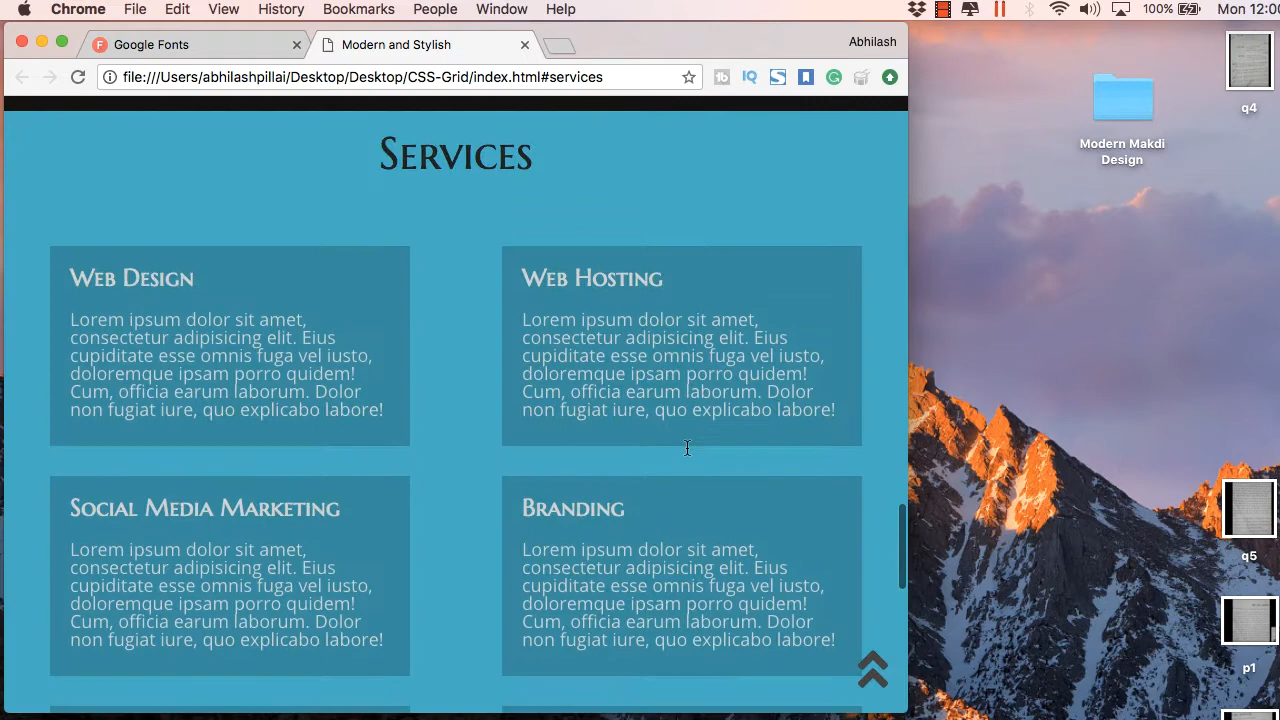 Chrome File Edit View History Bookmarks People Window Help 100% Mon 12:00
Google Fonts Modern and Stylish Abhilash
file:///Users/abhilashpillai/Desktop/Desktop/CSS-Grid/index.html#services
Services
Web Design
Lorem ipsum dolor sit amet,
consectetur adipisicing elit. Eius
cupiditate esse omnis fuga vel iusto,
doloremque ipsam porro quidem!
Cum, officia earum laborum. Dolor
non fugiat iure, quo explicabo labore!
Web Hosting
Lorem ipsum dolor sit amet,
consectetur adipisicing elit. Eius
cupiditate esse omnis fuga vel iusto,
doloremque ipsam porro quidem!
Cum, officia earum laborum. Dolor
non fugiat iure, quo explicabo labore!
Social Media Marketing
Lorem ipsum dolor sit amet,
consectetur adipisicing elit. Eius
cupiditate esse omnis fuga vel iusto,
doloremque ipsam porro quidem!
Cum, officia earum laborum. Dolor
non fugiat iure, quo explicabo labore!
Branding
Lorem ipsum dolor sit amet,
consectetur adipisicing elit. Eius
cupiditate esse omnis fuga vel iusto,
doloremque ipsam porro quidem!
Cum, officia earum laborum. Dolor
non fugiat iure, quo explicabo labore!
Modern Makdi
Design
q4
q5
p1